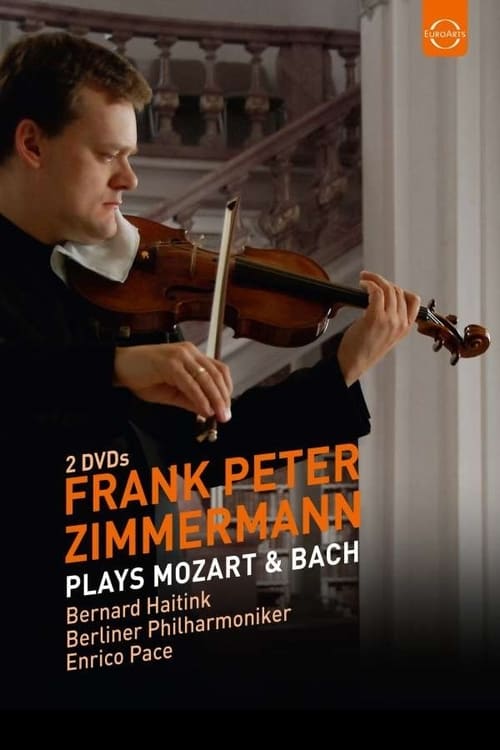 EUROARTS
2 DVDs
FRANK PETER
ZIMMERMANN
PLAYS MOZART & BACH
Bernard Haitink
Berliner Philharmoniker
Enrico Pace